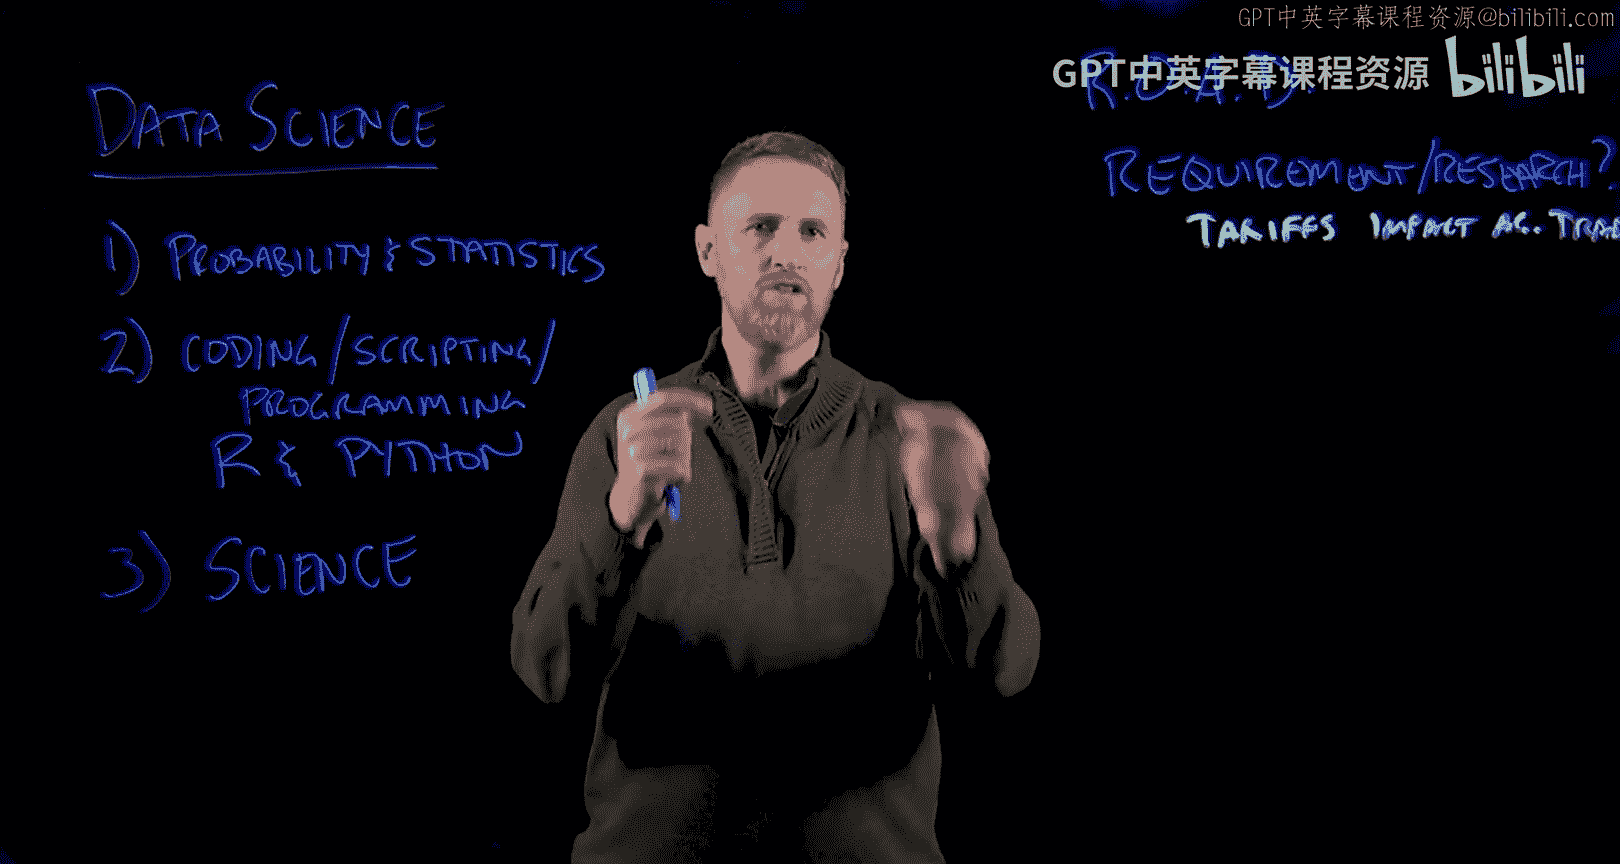 GPT中英字幕课程资源@bilibili.com
GPT中英字幕课程资源 bilibili
DATA SCIENCE
1) PROBABILITY & STATISTICS
2) CODING/SCRIPTING/
PROGRAMMING
R & PYTHON
3) SCIENCE
R.O.A.D.
REQUIREMENT/RESEARCH?
TARIFFS IMPACT AG.